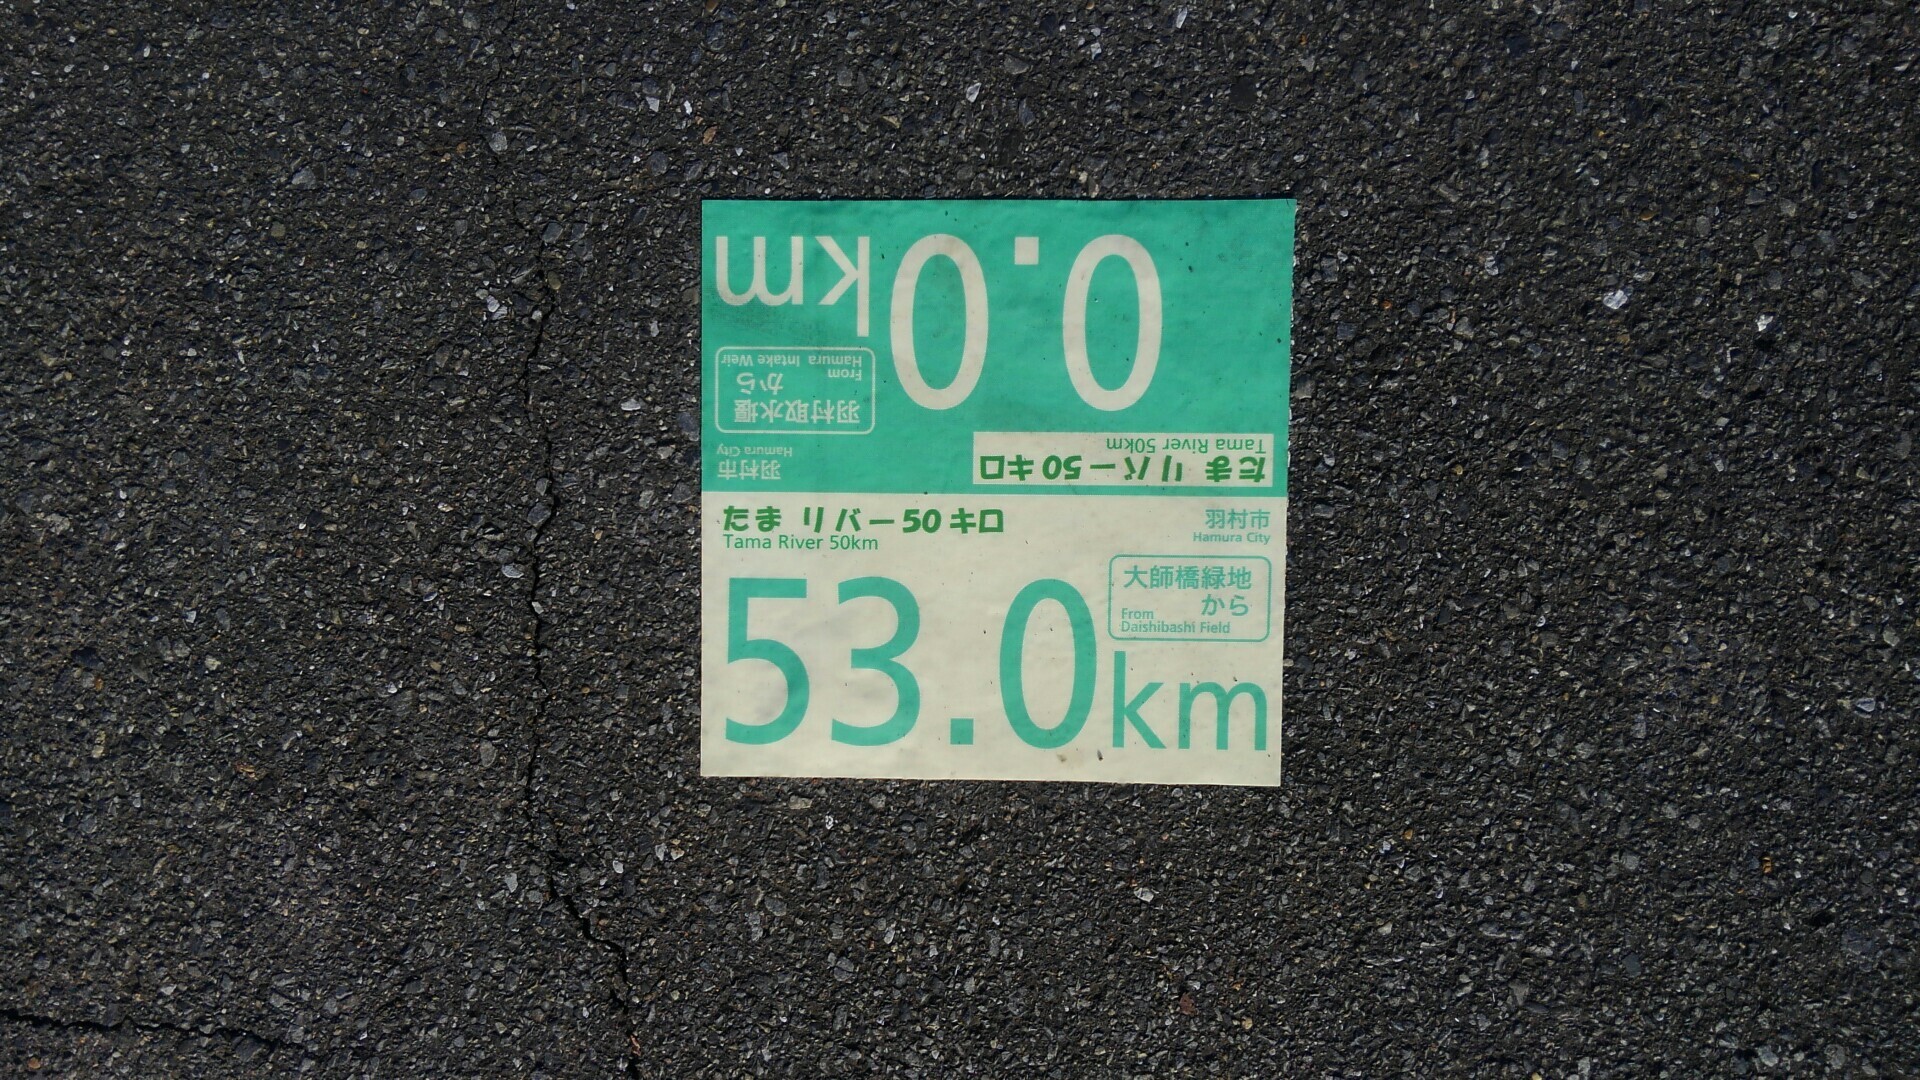 たま リバー50キロ
Tama River 50km
羽村市
Hamura City
53.0km
大師橋緑地
から
From
Daishibashi Field
たま リバー50キロ
Tama River 50km
羽村市
Hamura City
0.0km
羽村取水堰
から
From
Hamura Intake Weir